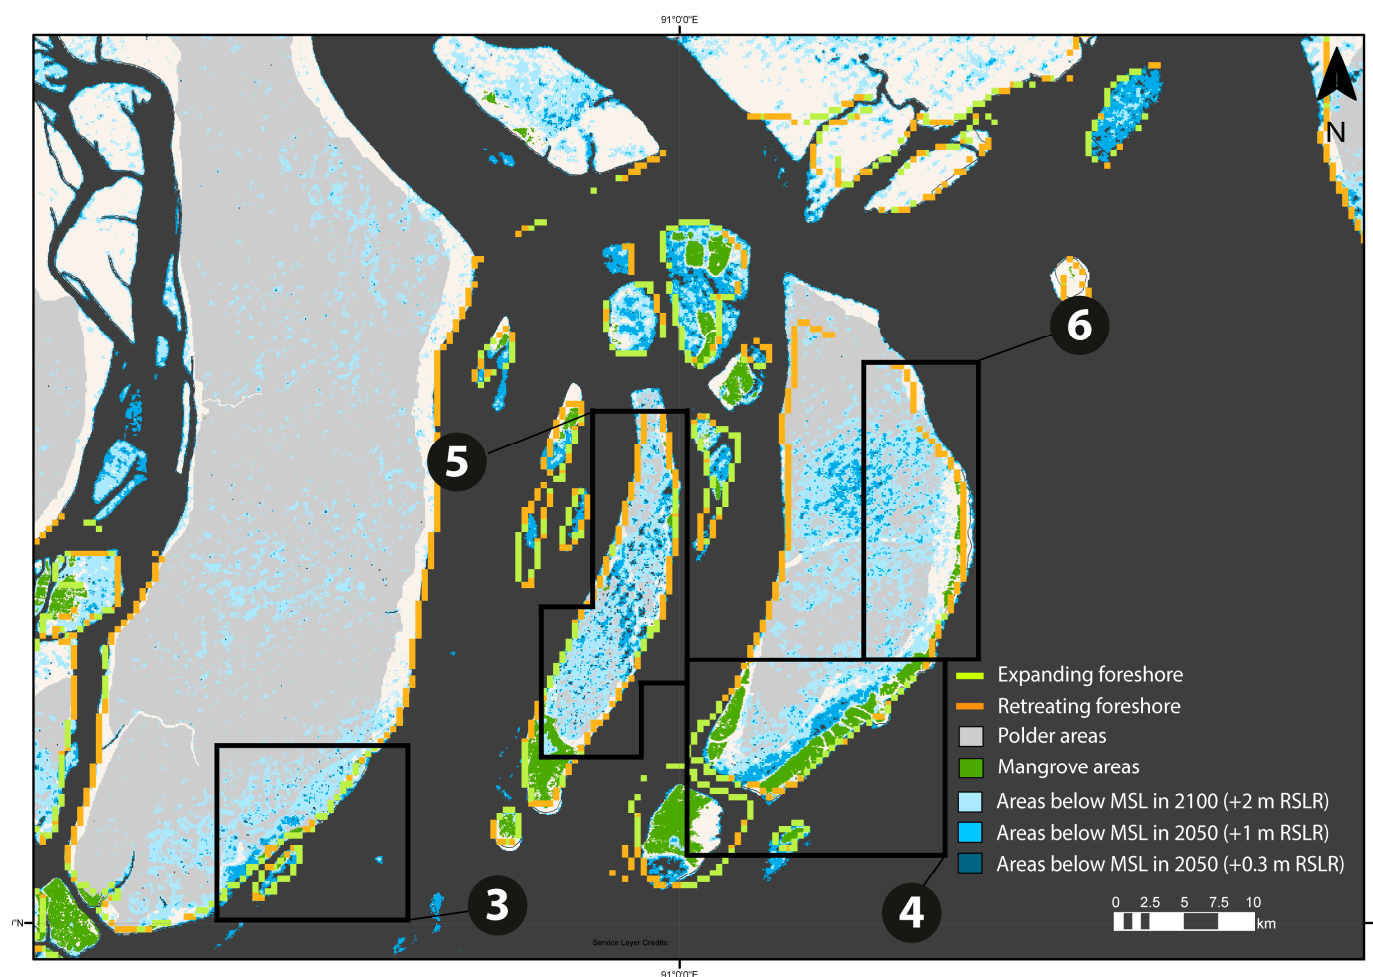 91°0'0"E
N
6
5
Expanding foreshore
Retreating foreshore
Polder areas
Mangrove areas
Areas below MSL in 2100 (+2 m RSLR)
Areas below MSL in 2050 (+1 m RSLR)
Areas below MSL in 2050 (+0.3 m RSLR)
3
4
0 2.5 5 7.5 10
km
"N
Service Layer Credits:
91°0'0"E